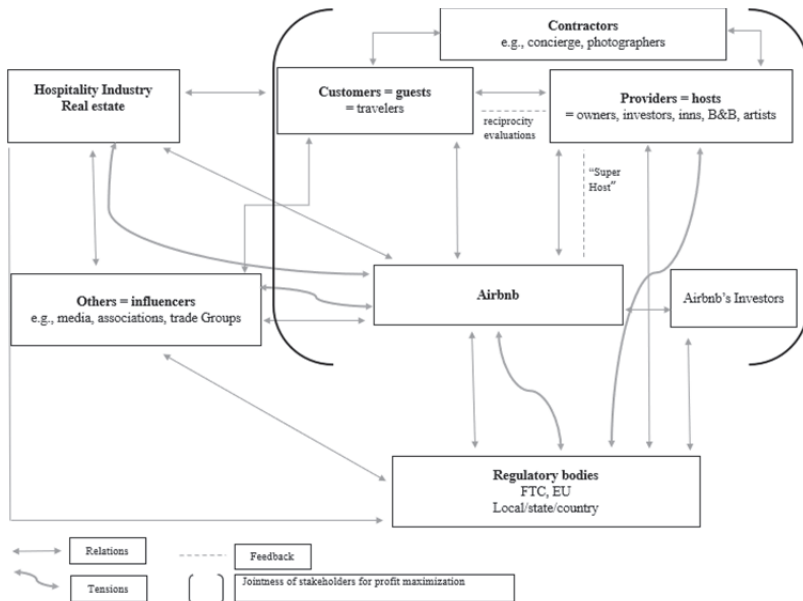 Contractors
e.g., concierge, photographers
Hospitality Industry
Real estate
Customers = guests
= travelers
Providers = hosts
= owners, investors, inns, B&B, artists
reciprocity
evaluations
“Super
Host”
Others = influencers
e.g., media, associations, trade Groups
Airbnb
Airbnb's Investors
Regulatory bodies
FTC, EU
Local/state/country
Relations
Feedback
Tensions
Jointness of stakeholders for profit maximization